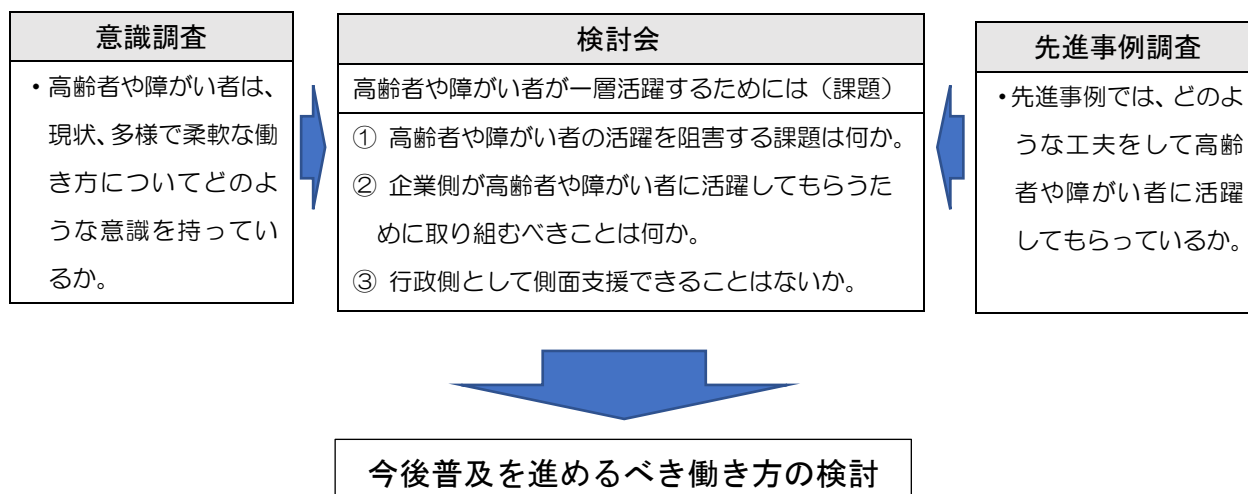 意識調査
・高齢者や障がい者は、
現状、多様で柔軟な働
き方についてどのよ
うな意識を持ってい
るか。
検討会
高齢者や障がい者が一層活躍するためには（課題）
① 高齢者や障がい者の活躍を阻害する課題は何か。
② 企業側が高齢者や障がい者に活躍してもらうた
めに取り組むべきことは何か。
③ 行政側として側面支援できることはないか。
先進事例調査
・先進事例では、どのよ
うな工夫をして高齢
者や障がい者に活躍
してもらっているか。
今後普及を進めるべき働き方の検討